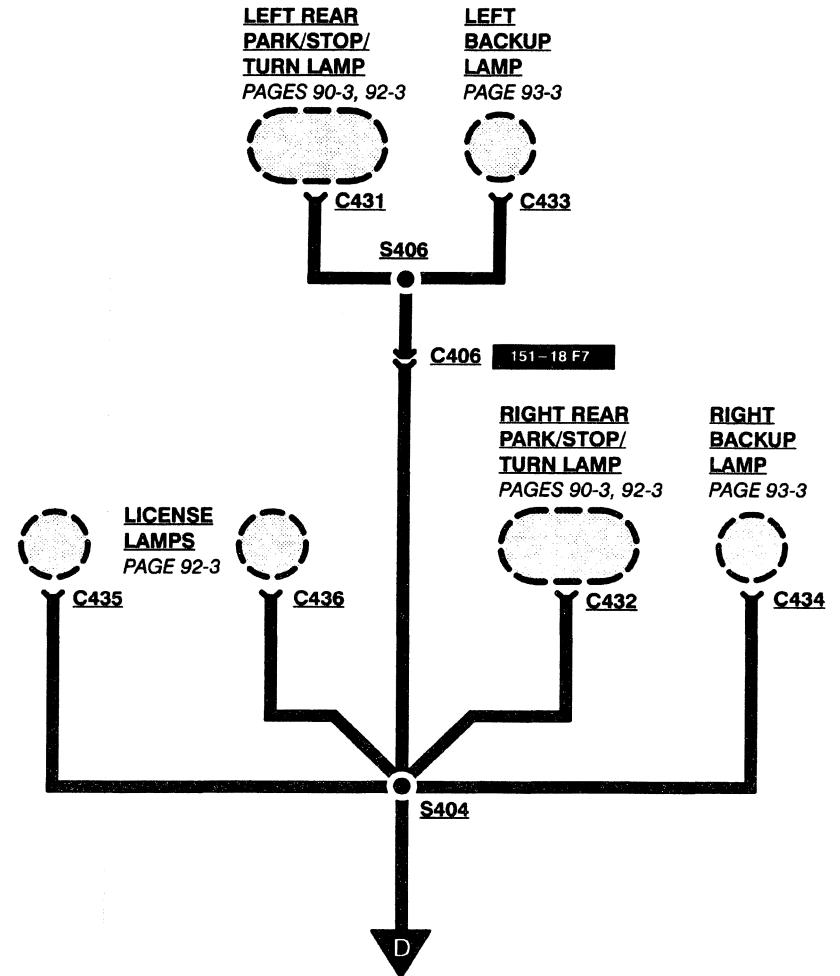 LEFT REAR
PARK/STOP/
TURN LAMP
PAGES 90-3, 92-3
LEFT
BACKUP
LAMP
PAGE 93-3
C431
C433
S406
C406
151-18 F7
RIGHT REAR
PARK/STOP/
TURN LAMP
PAGES 90-3, 92-3
RIGHT
BACKUP
LAMP
PAGE 93-3
LICENSE
LAMPS
PAGE 92-3
C435
C436
C432
C434
S404
D